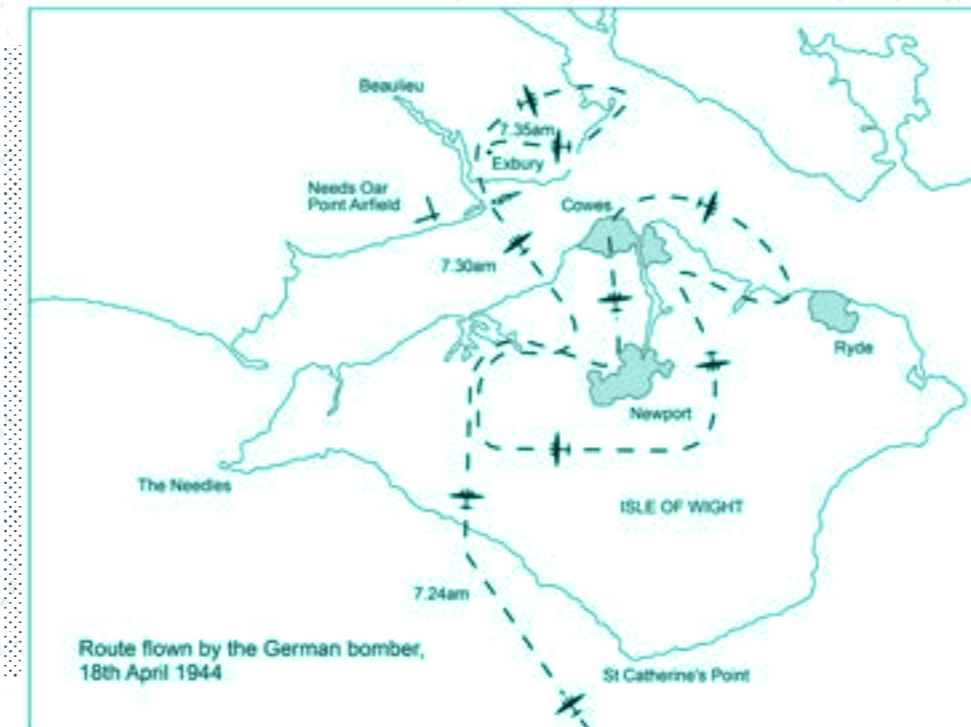 Beaulieu
7.35am
Exbury
Needs Oar
Point Airfield
Cowes
7.30am
Ryde
Newport
The Needles
ISLE OF WIGHT
7.24am
Route flown by the German bomber,
18th April 1944
St Catherine's Point